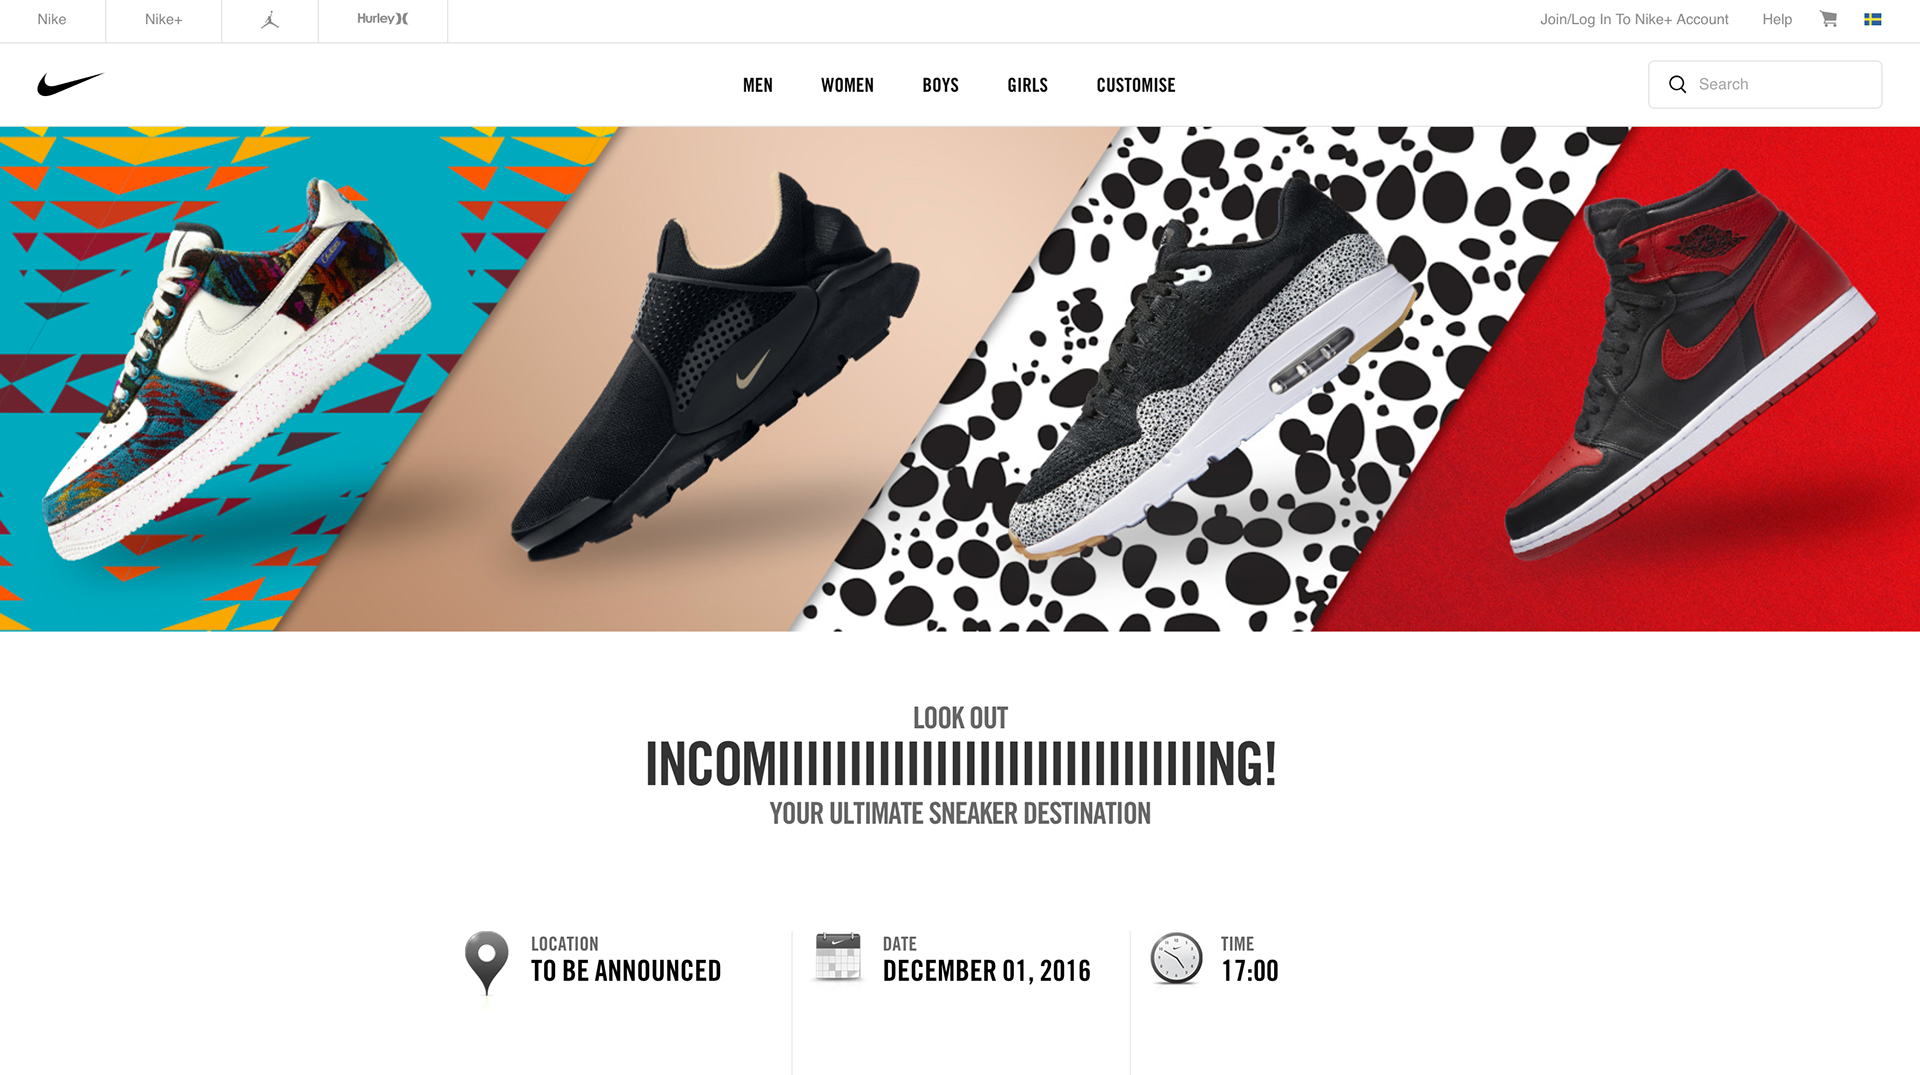 Nike
Nike+
Hurley
Join/Log In To Nike+ Account
Help
MEN
WOMEN
BOYS
GIRLS
CUSTOMISE
Search
LOOK OUT
INCOMIIIIIIIIIIIIIIIIIIIIIIIIIIIIIING!
YOUR ULTIMATE SNEAKER DESTINATION
LOCATION
TO BE ANNOUNCED
DATE
DECEMBER 01, 2016
TIME
17:00